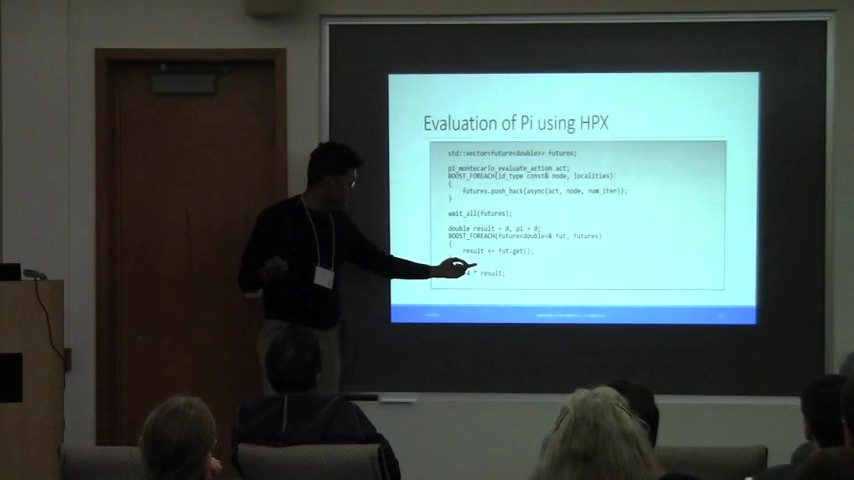 Evaluation of Pi using HPX
std::vector<future<double>> futures;
pi_montecarlo_evaluate_action act;
BOOST_FOREACH(id_type const& node, localities)
{
futures.push_back(async(act, node, num_iter));
}
wait_all(futures);
double result = 0, pi = 0;
BOOST_FOREACH(future<double>& fut, futures)
{
result += fut.get();
4 * result;